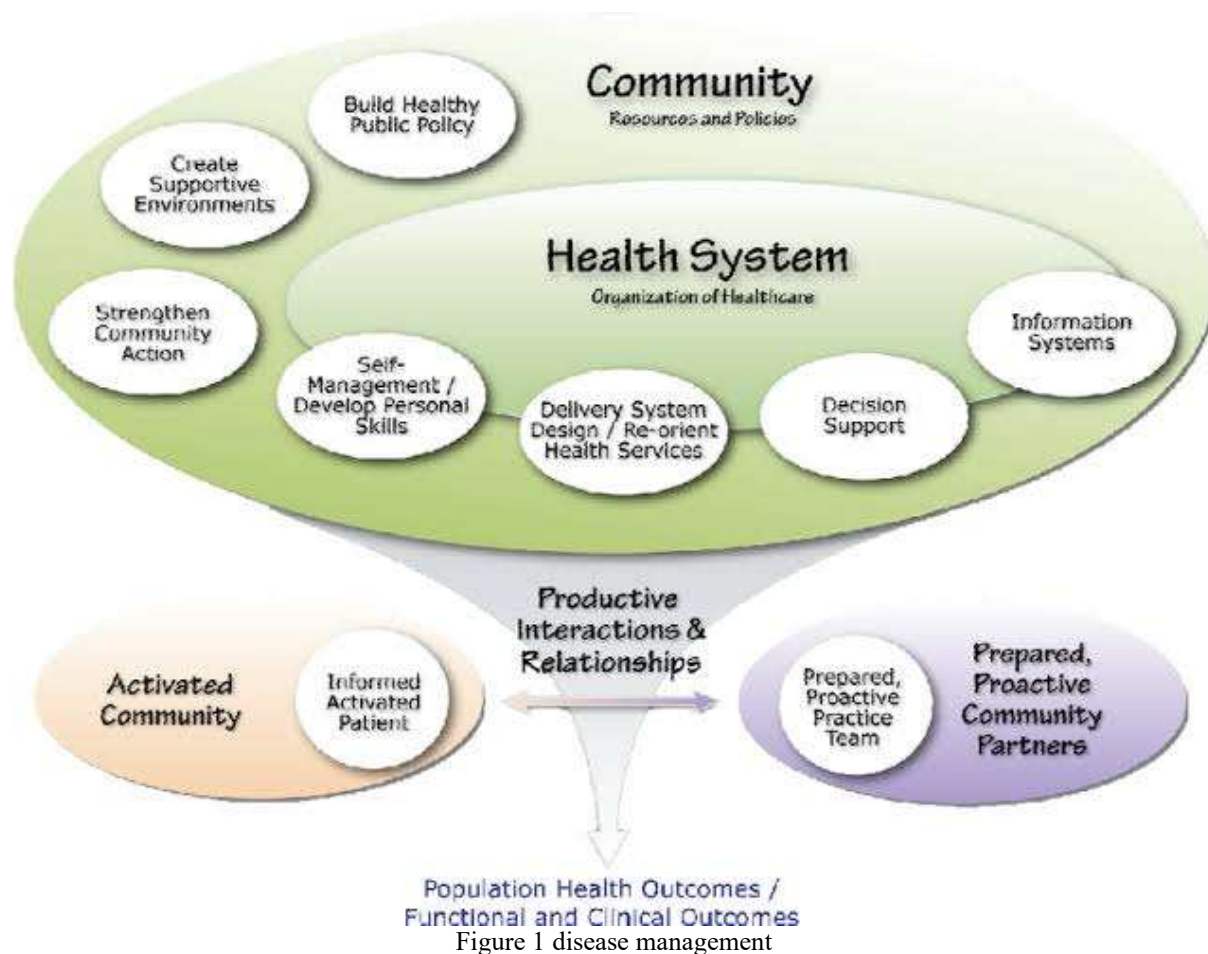 Community
Resources and Policies
Build Healthy
Public Policy
Create
Supportive
Environments
Strengthen
Community
Action
Health System
Organization of Healthcare
Self-
Management /
Develop Personal
Skills
Delivery System
Design / Re-orient
Health Services
Decision
Support
Information
Systems
Productive
Interactions &
Relationships
Activated
Community
Informed
Activated
Patient
Prepared,
Proactive
Practice
Team
Prepared,
Proactive
Community
Partners
Population Health Outcomes /
Functional and Clinical Outcomes
Figure 1 disease management